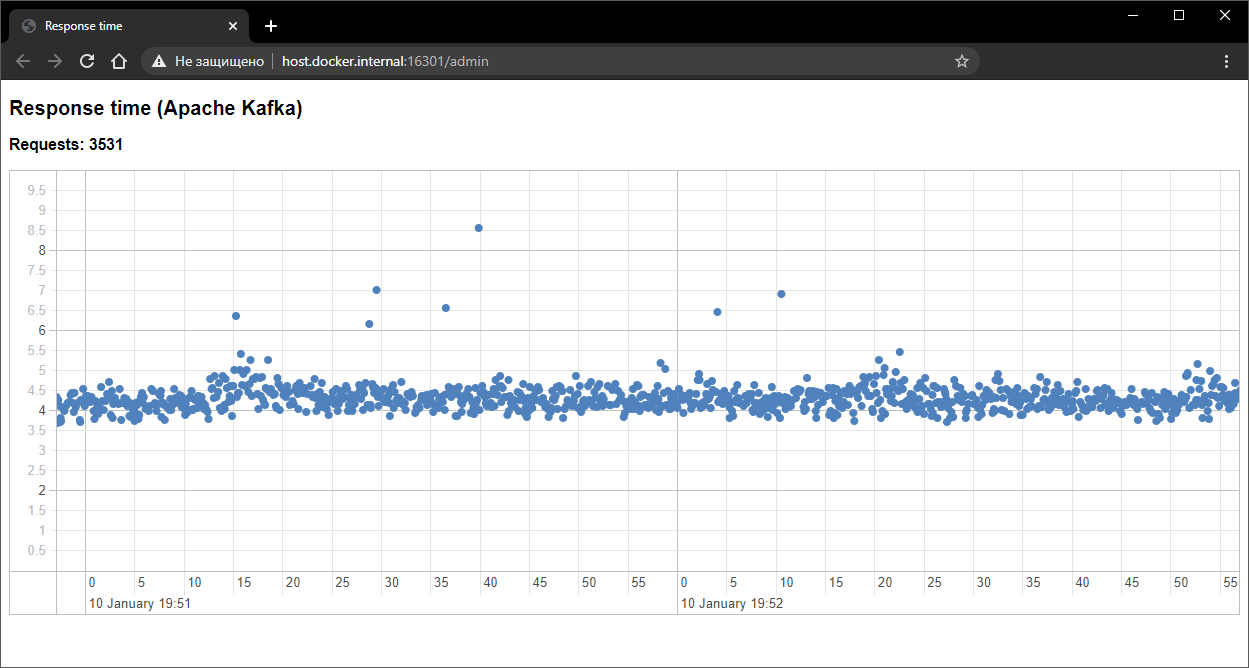 Response time
Не защищено
host.docker.internal:16301/admin
Response time (Apache Kafka)
Requests: 3531
9.5
9
8.5
8
7.5
7
6.5
6
5.5
5
4.5
4
3.5
3
2.5
2
1.5
1
0.5
0 5 10 15 20 25 30 35 40 45 50 55 0 5 10 15 20 25 30 35 40 45 50 55
10 January 19:51 10 January 19:52